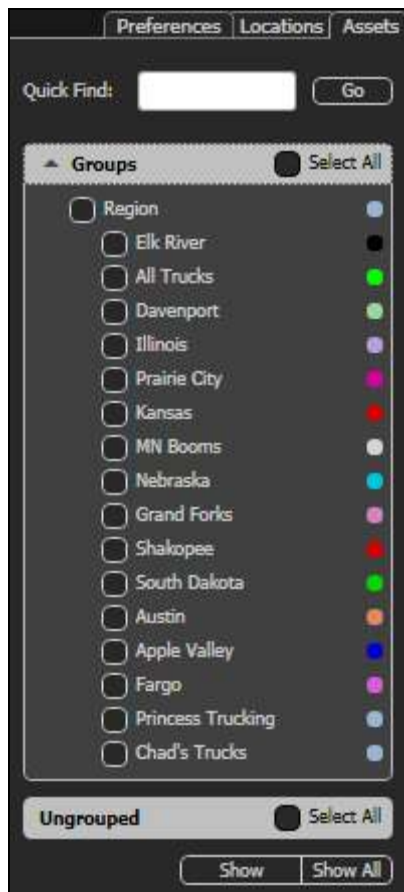 Preferences Locations Assets
Quick Find: Go
Groups Select All
Region
Elk River
All Trucks
Davenport
Illinois
Prairie City
Kansas
MN Booms
Nebraska
Grand Forks
Shakopee
South Dakota
Austin
Apple Valley
Fargo
Princess Trucking
Chad's Trucks
Ungrouped Select All
Show Show All